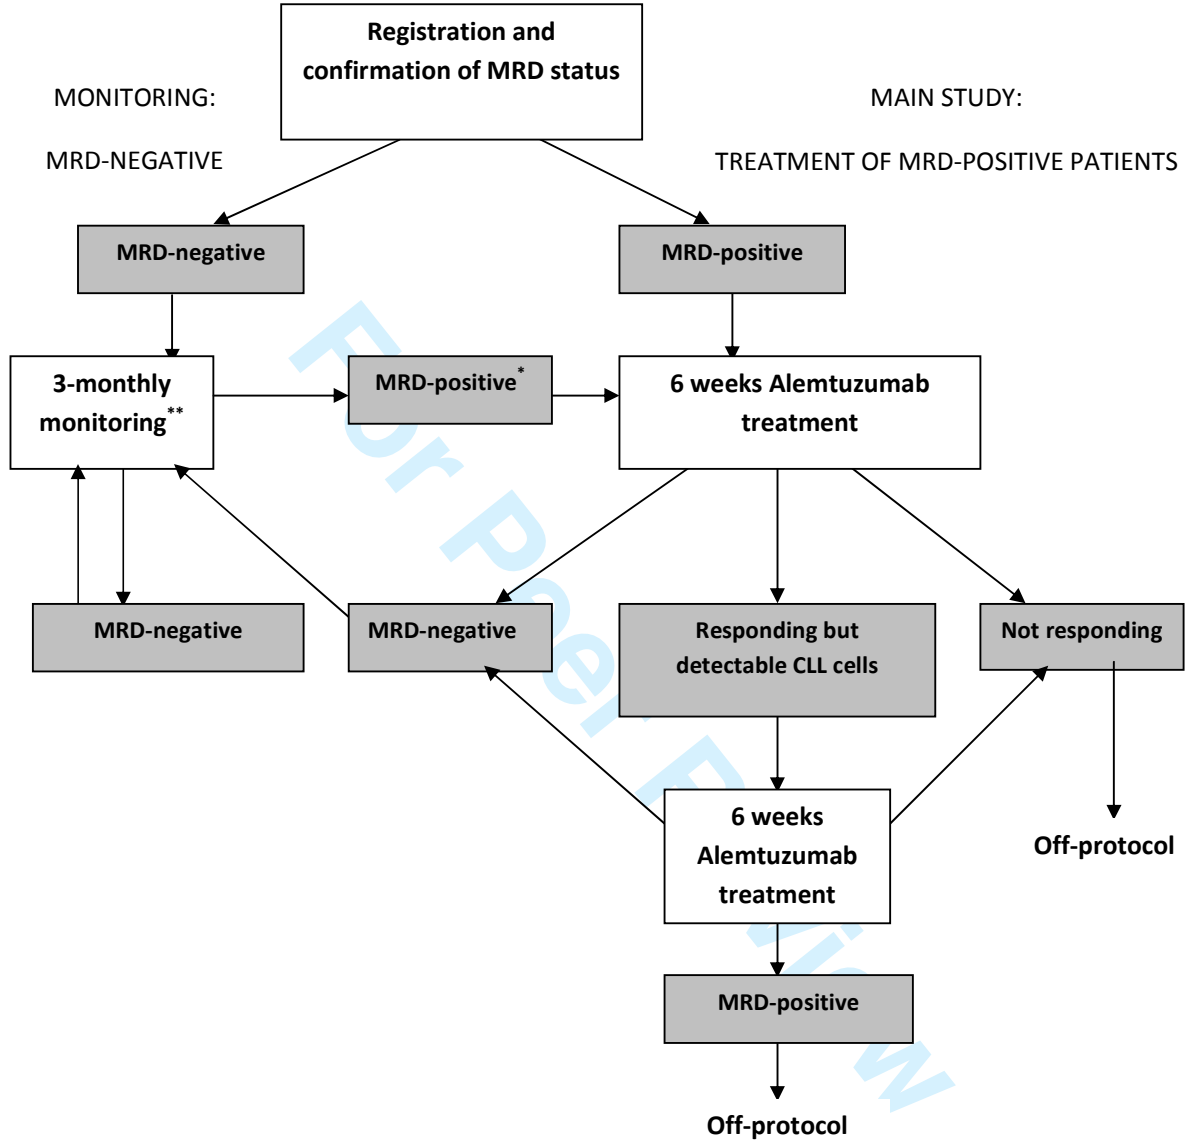 Registration and
confirmation of MRD status
MONITORING:
MRD-NEGATIVE
MAIN STUDY:
TREATMENT OF MRD-POSITIVE PATIENTS
MRD-negative
MRD-positive
3-monthly
monitoring**
MRD-positive*
6 weeks Alemtuzumab
treatment
MRD-negative
MRD-negative
Responding but
detectable CLL cells
Not responding
6 weeks
Alemtuzumab
treatment
Off-protocol
MRD-positive
Off-protocol
For Peer Review